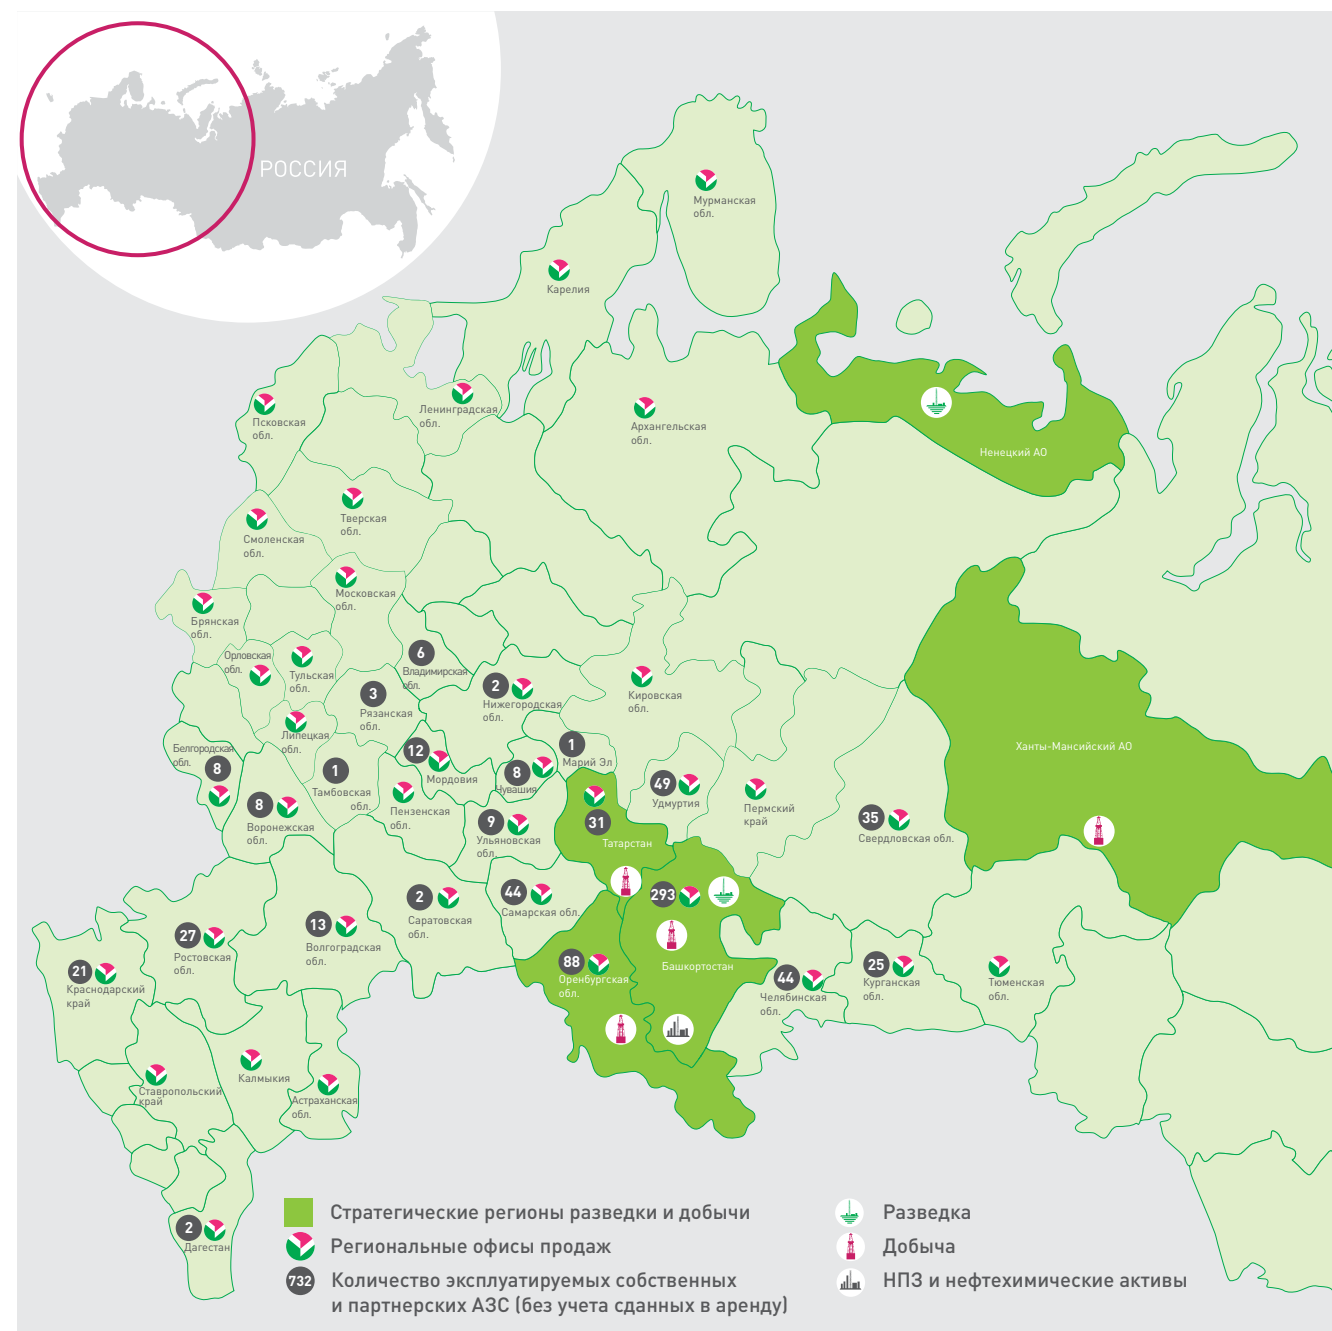 РОССИЯ
Мурманская
обл.
Карелия
Ленинградская
обл.
Псковская
обл.
Архангельская
обл.
Ненецкий АО
Тверская
обл.
Смоленская
обл.
Московская
обл.
Брянская
обл.
Орловская
обл.
Тульская
обл.
6
Владимирская
обл.
3
Рязанская
обл.
2
Нижегородская
обл.
Кировская
обл.
Липецкая
обл.
Белгородская
обл.
8
1
Тамбовская
обл.
12
Мордовия
8
Чувашия
1
Марий Эл
49
Удмуртия
Пермский
край
Ханты-Мансийский АО
8
Воронежская
обл.
Пензенская
обл.
9
Ульяновская
обл.
31
Татарстан
35
Свердловская обл.
2
Саратовская
обл.
44
Самарская обл.
293
Башкортостан
27
Ростовская
обл.
13
Волгоградская
обл.
21
Краснодарский
край
88
Оренбургская
обл.
44
Челябинская
обл.
25
Курганская
обл.
Тюменская
обл.
Ставропольский
край
Калмыкия
Астраханская
обл.
2
Дагестан
Стратегические регионы разведки и добычи
Региональные офисы продаж
732
Количество эксплуатируемых собственных
и партнерских АЗС (без учета сданных в аренду)
Разведка
Добыча
НПЗ и нефтехимические активы